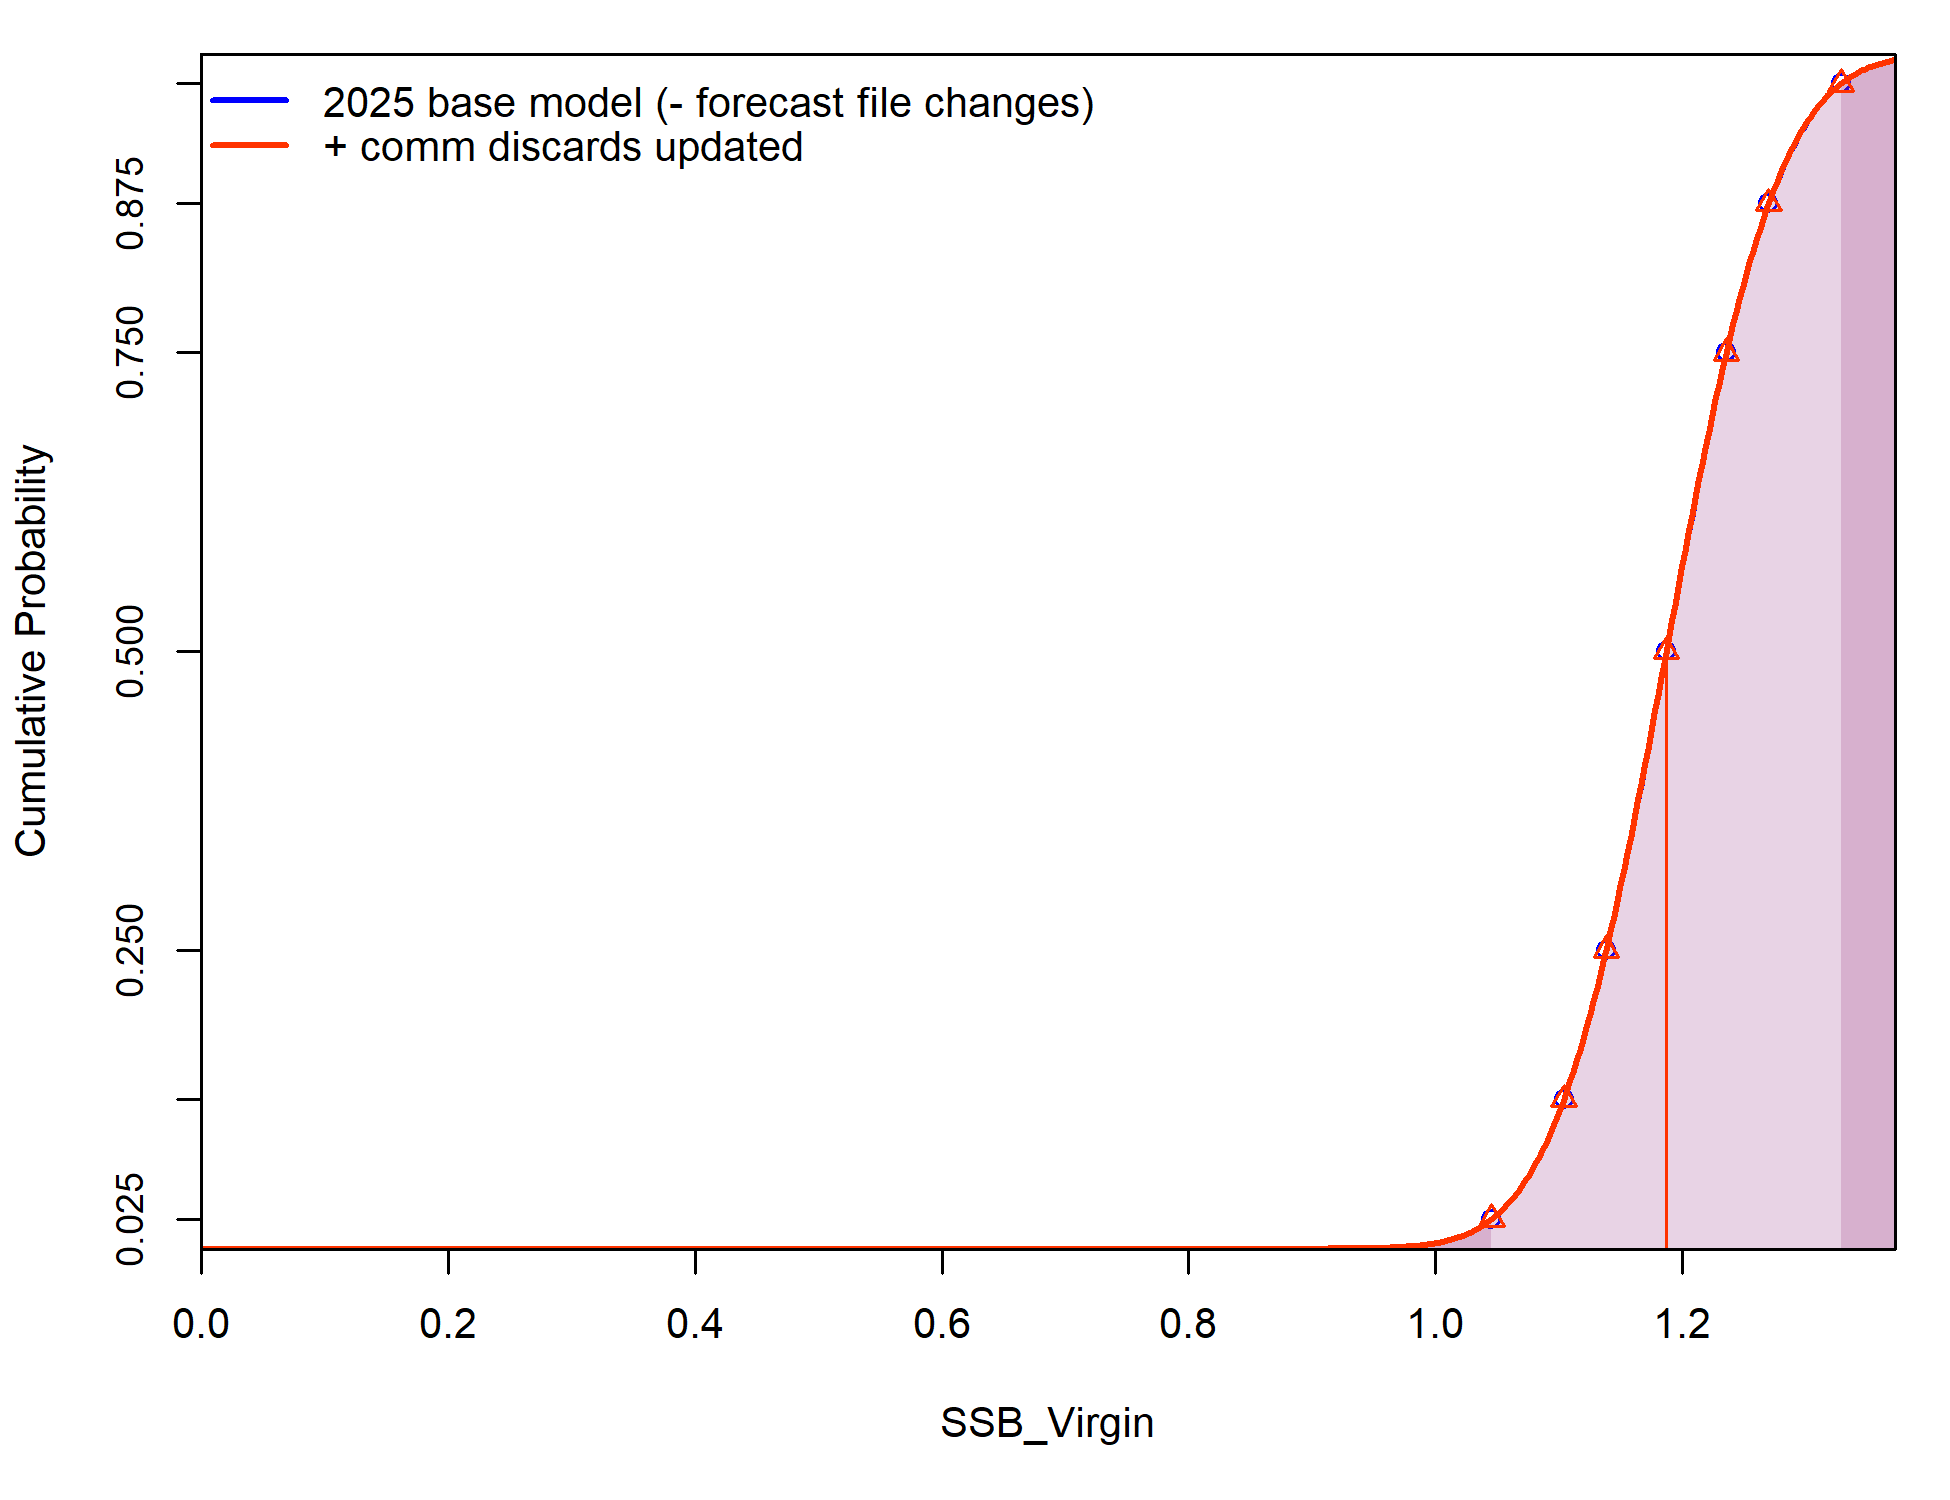 2025 base model (- forecast file changes)
+ comm discards updated
Cumulative Probability
0.875
0.750
0.500
0.250
0.025
0.0 0.2 0.4 0.6 0.8 1.0 1.2
SSB_Virgin